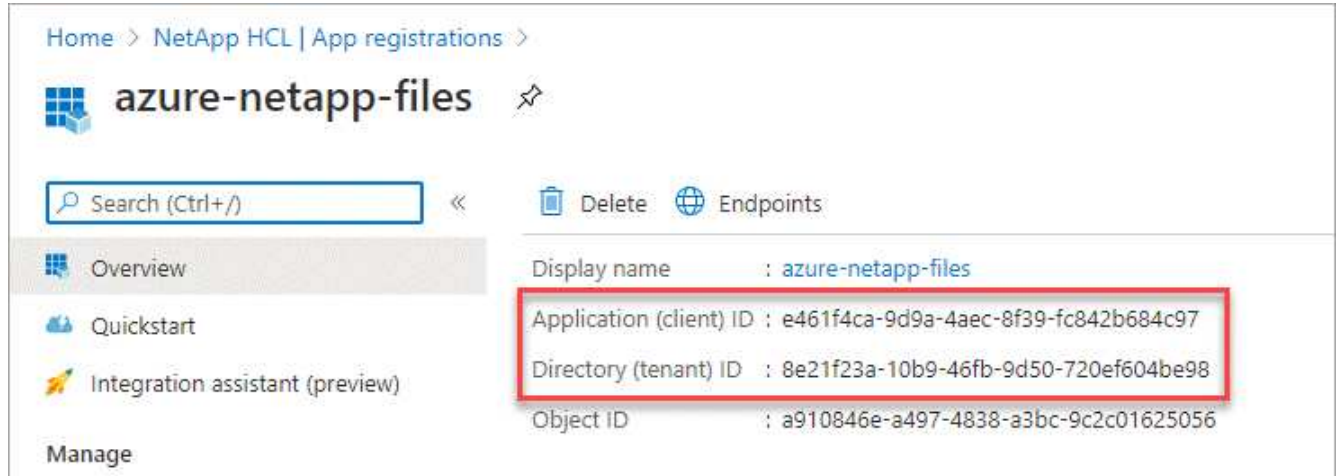 Home > NetApp HCL | App registrations >
azure-netapp-files
Search (Ctrl+/)
«
Delete
Endpoints
Overview
Quickstart
Integration assistant (preview)
Manage
Display name : azure-netapp-files
Application (client) ID : e461f4ca-9d9a-4aec-8f39-fc842b684c97
Directory (tenant) ID : 8e21f23a-10b9-46fb-9d50-720ef604be98
Object ID : a910846e-a497-4838-a3bc-9c2c01625056